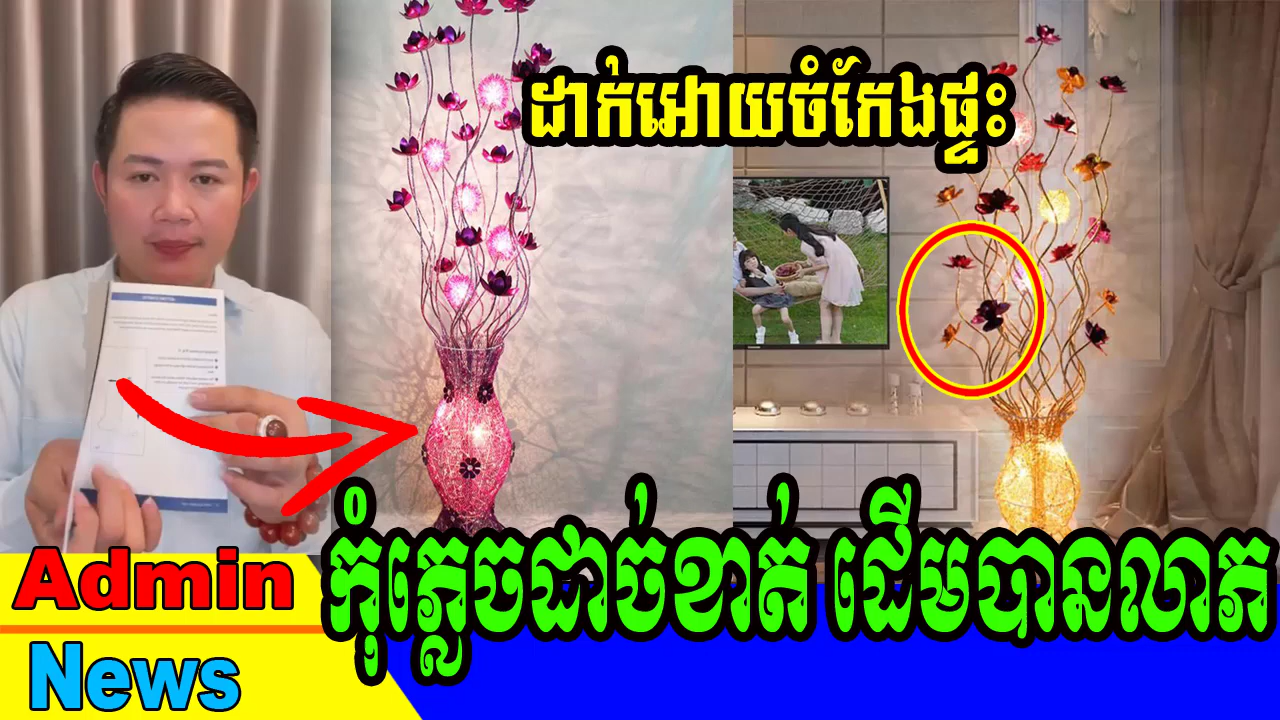 ដាក់អោយចំកែងផ្ទះ
កុំភ្លេចដាច់ខាត់ ដើមបានលាភ
Admin
News